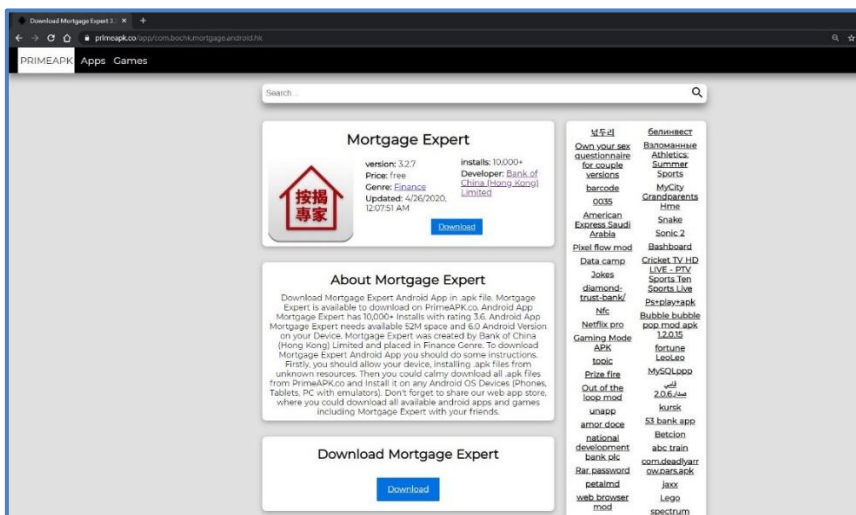 Download Mortgage Expert 3.
primeapk.co/app/com.bochk.mortgage.android.hk
PRIMEAPK Apps Games
Search...
Mortgage Expert
按揭
專家
version: 3.2.7
Price: free
Genre: Finance
Updated: 4/26/2020,
12:07:51 AM
installs: 10,000+
Developer: Bank of
China (Hong Kong)
Limited
Download
About Mortgage Expert
Download Mortgage Expert Android App in .apk file. Mortgage
Expert is available to download on PrimeAPK.co. Android App
Mortgage Expert has 10,000+ Installs with rating 3.6. Android App
Mortgage Expert needs available 52M space and 6.0 Android Version
on your Device. Mortgage Expert was created by Bank of China
(Hong Kong) Limited and placed in Finance Genre. To download
Mortgage Expert Android App you should do some instructions.
Firstly, you should allow your device, installing .apk files from
unknown resources. Then you could calmy download all .apk files
from PrimeAPK.co and Install it on any Android OS Devices (Phones,
Tablets, PC with emulators). Don't forget to share our web app store,
where you could download all available android apps and games
including Mortgage Expert with your friends.
Download Mortgage Expert
Download
넋두리
Own your sex
questionnaire
for couple
versions
barcode
0035
American
Express Saudi
Arabia
Pixel flow mod
Data camp
Jokes
diamond-
trust-bank/
Nfc
Netflix pro
Gaming Mode
APK
topic
Prize fire
Out of the
loop mod
unapp
amor doce
national
development
bank plc
Rar password
petalmd
web browser
mod
белинвест
Взломанные
Athletics:
Summer
Sports
MyCity
Grandparents
Hme
Snake
Sonic 2
Bashboard
Cricket TV HD
LIVE - PTV
Sports Ten
Sports Live
Ps+play+apk
Bubble bubble
pop mod apk
1.2.0.15
fortune
LeoLeo
MySQLppp
2.0.6
kursk
53 bank app
Betcion
abc train
com.deadlyarr
ow.pars.apk
jaxx
Lego
spectrum